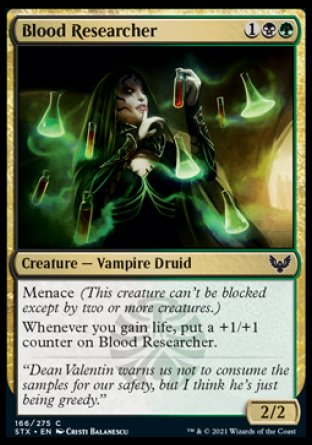 Blood Researcher 1
Creature — Vampire Druid
Menace (This creature can't be blocked
except by two or more creatures.)
Whenever you gain life, put a +1/+1
counter on Blood Researcher.
"Dean Valentin warns us not to consume the
samples for our safety, but I think he's just
being greedy."
2/2
166/275 C
STX • EN Cristi Balanescu
™ & © 2021 Wizards of the Coast